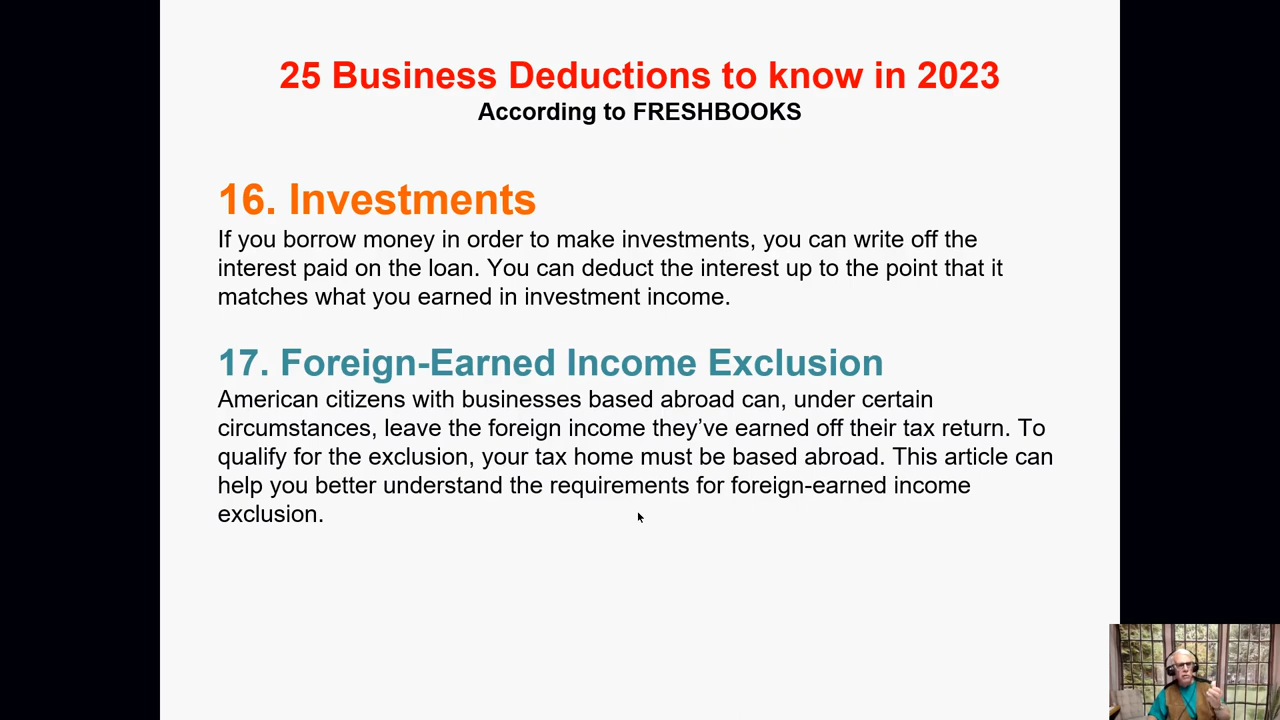 25 Business Deductions to know in 2023
According to FRESHBOOKS
16. Investments
If you borrow money in order to make investments, you can write off the
interest paid on the loan. You can deduct the interest up to the point that it
matches what you earned in investment income.
17. Foreign-Earned Income Exclusion
American citizens with businesses based abroad can, under certain
circumstances, leave the foreign income they’ve earned off their tax return. To
qualify for the exclusion, your tax home must be based abroad. This article can
help you better understand the requirements for foreign-earned income
exclusion.